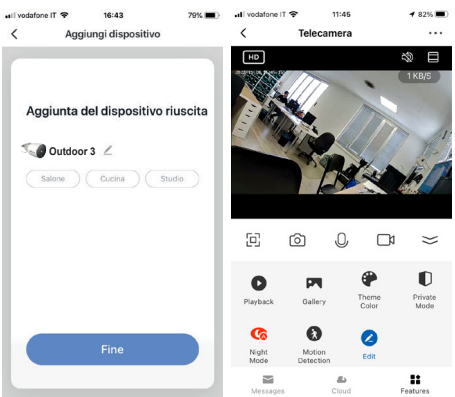 vodafone IT 16:43 79%
Aggiungi dispositivo
Aggiunta del dispositivo riuscita
Outdoor 3
Salone Cucina Studio
Fine
vodafone IT 11:45 82%
Telecamera
HD
1 KB/S
Playback Gallery Theme Color Private Mode
Night Mode Motion Detection Edit
Messages Cloud Features